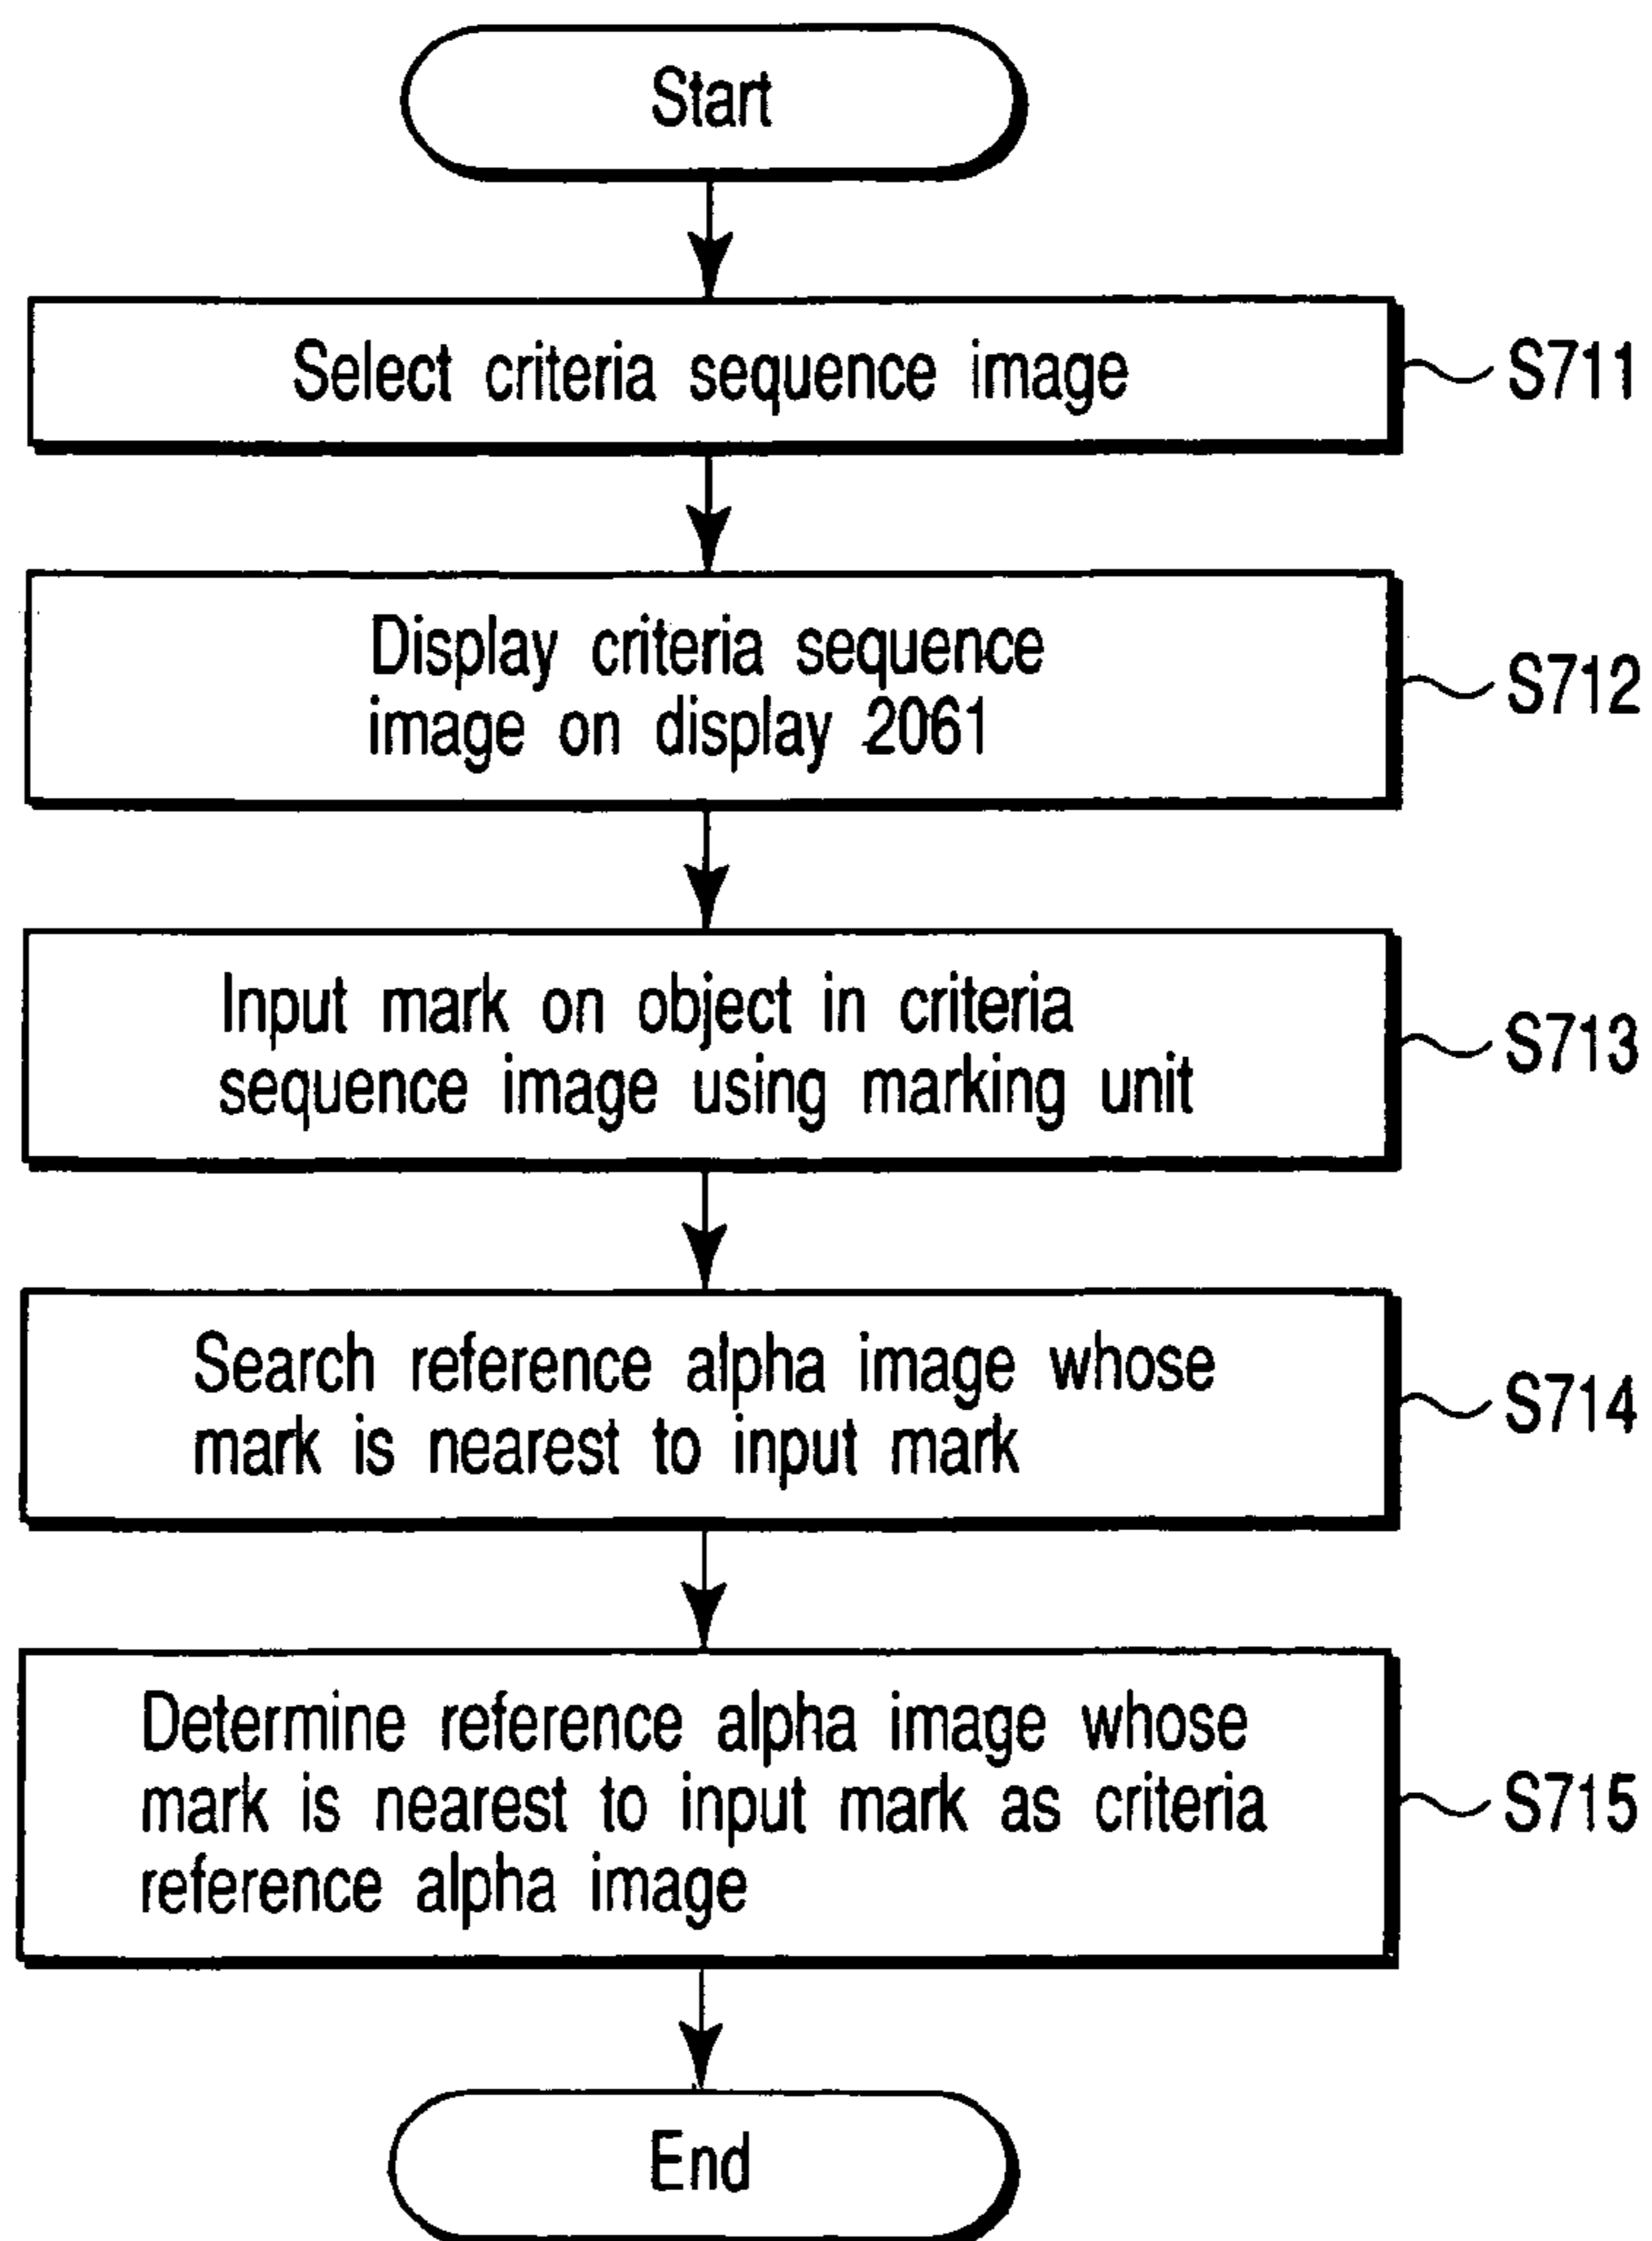 Start
Select criteria sequence image
S711
Display criteria sequence
image on display 2061
S712
Input mark on object in criteria
sequence image using marking unit
S713
Search reference alpha image whose
mark is nearest to input mark
S714
Determine reference alpha image whose
mark is nearest to input mark as criteria
reference alpha image
S715
End